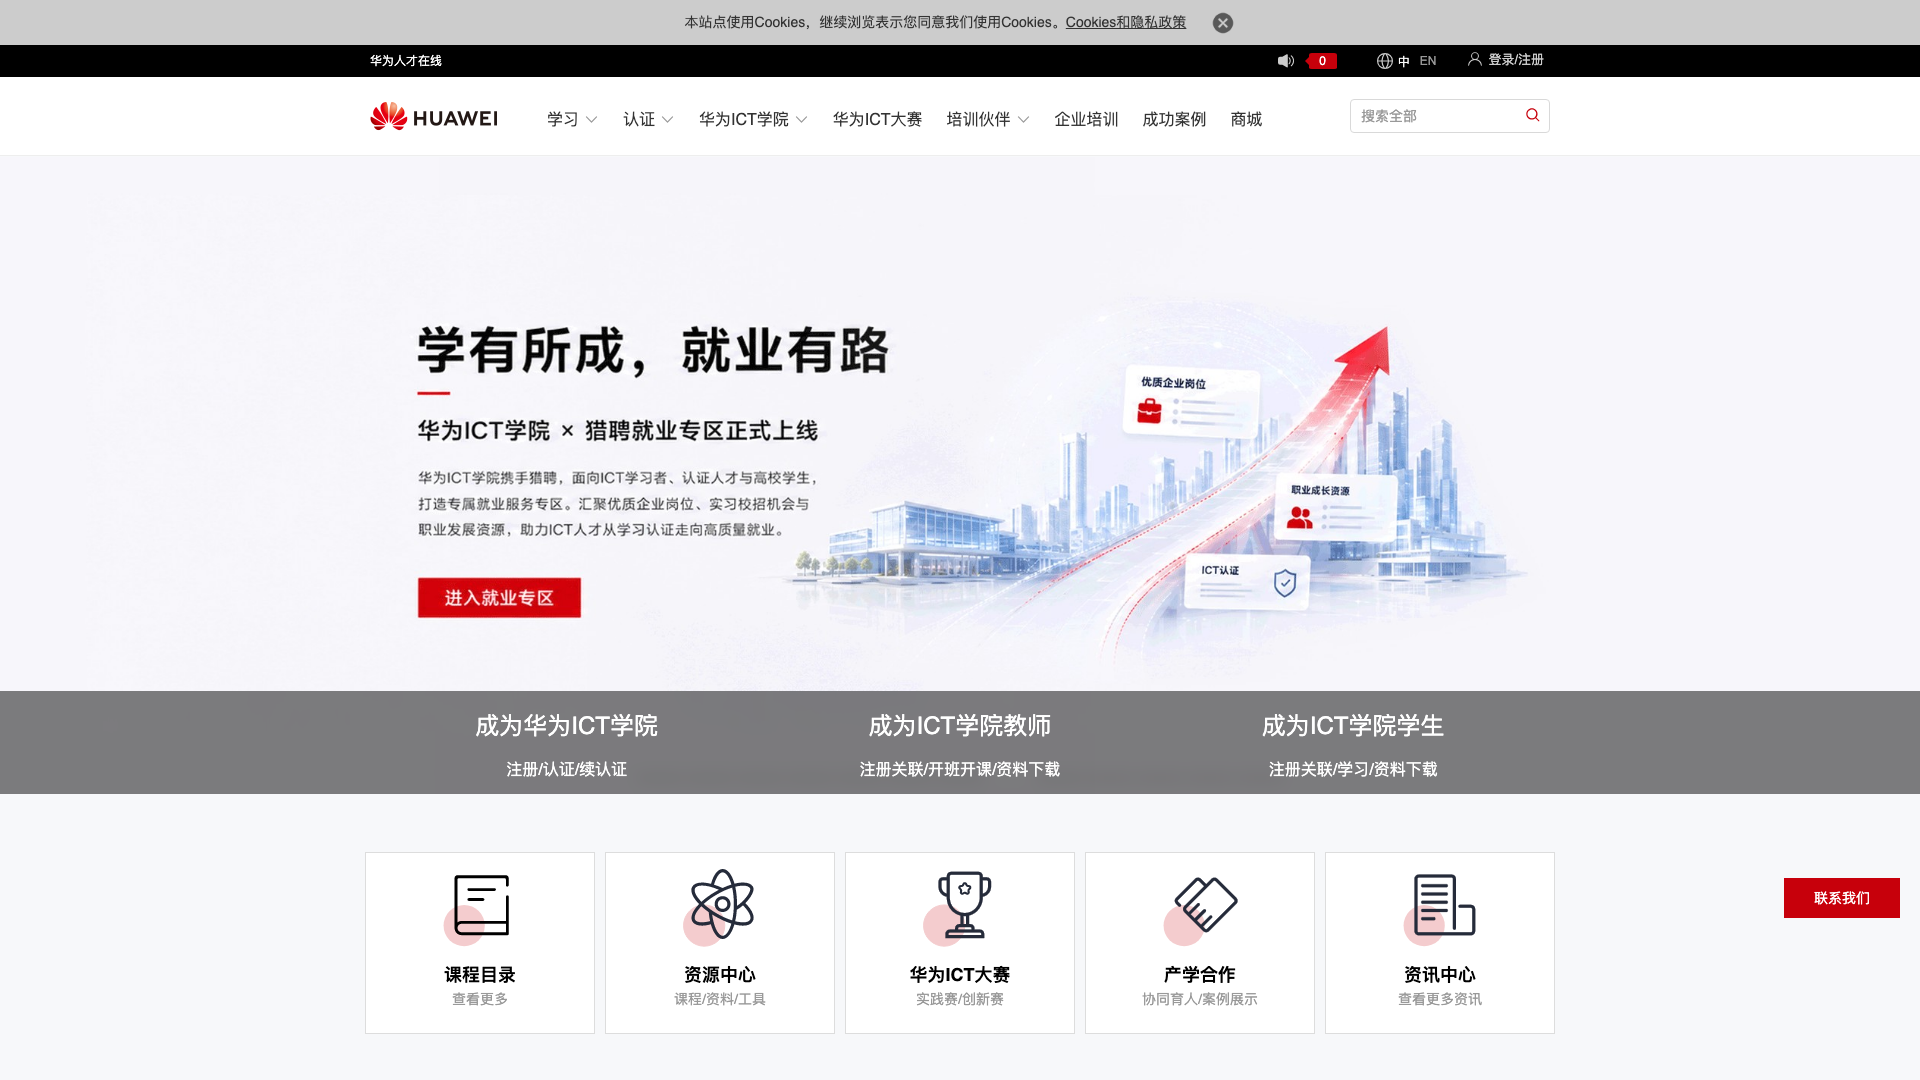 本站点使用Cookies，继续浏览表示您同意我们使用Cookies。Cookies和隐私政策
华为人才在线
0
中 EN
登录/注册
HUAWEI
学习
认证
华为ICT学院
华为ICT大赛
培训伙伴
企业培训
成功案例
商城
搜索全部
学有所成，就业有路
华为ICT学院 × 猎聘就业专区正式上线
华为ICT学院携手猎聘，面向ICT学习者、认证人才与高校学生，
打造专属就业服务专区。汇聚优质企业岗位、实习校招机会与
职业发展资源，助力ICT人才从学习认证走向高质量就业。
进入就业专区
优质企业岗位
职业成长资源
ICT认证
成为华为ICT学院
注册/认证/续认证
成为ICT学院教师
注册关联/开班开课/资料下载
成为ICT学院学生
注册关联/学习/资料下载
课程目录
查看更多
资源中心
课程/资料/工具
华为ICT大赛
实践赛/创新赛
产学合作
协同育人/案例展示
资讯中心
查看更多资讯
联系我们